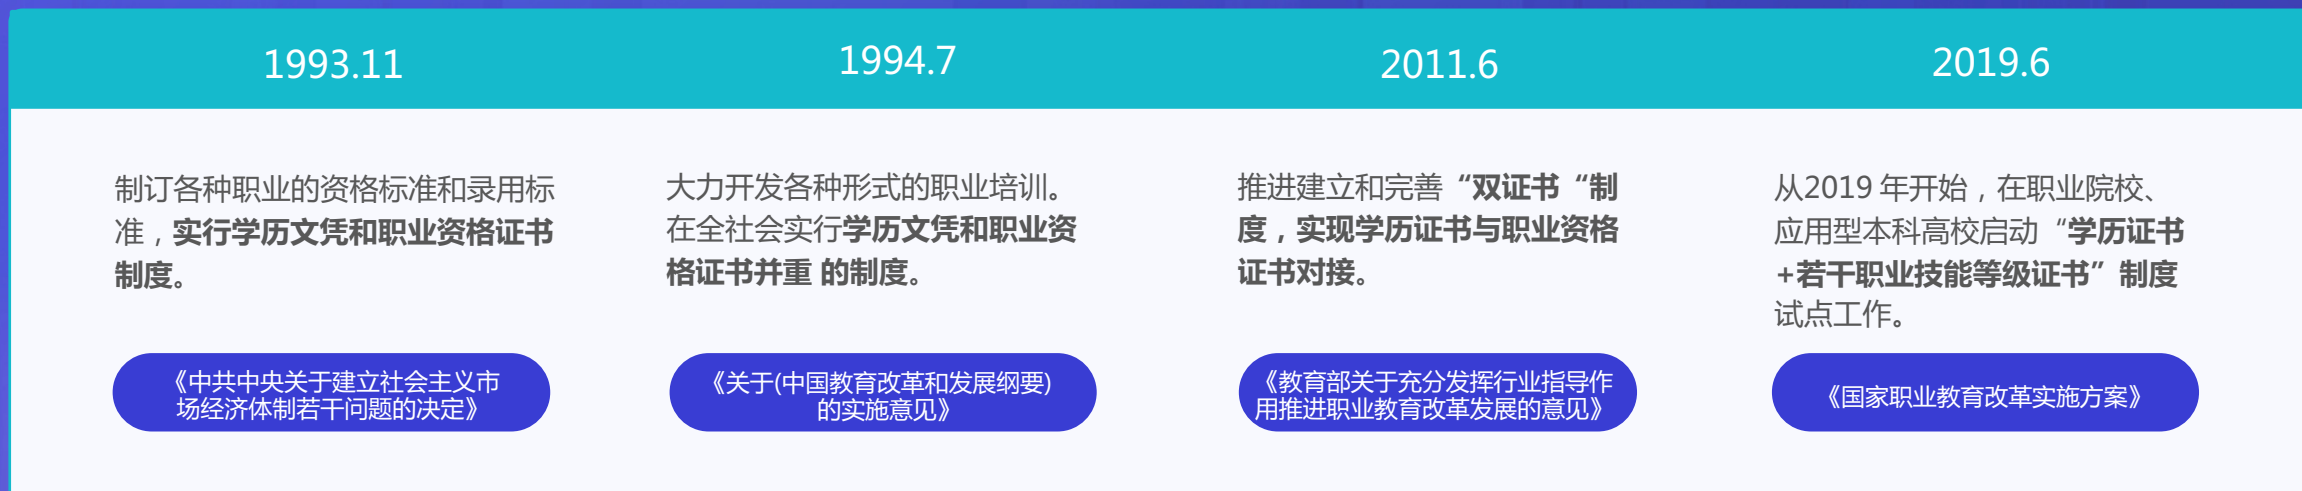 1993.11
制订各种职业的资格标准和录用标
准，实行学历文凭和职业资格证书
制度。
《中共中央关于建立社会主义市
场经济体制若干问题的决定》
1994.7
大力开发各种形式的职业培训。
在全社会实行学历文凭和职业资
格证书并重 的制度。
《关于(中国教育改革和发展纲要)
的实施意见》
2011.6
推进建立和完善“双证书“制
度，实现学历证书与职业资格
证书对接。
《教育部关于充分发挥行业指导作
用推进职业教育改革发展的意见》
2019.6
从2019 年开始，在职业院校、
应用型本科高校启动“学历证书
+若干职业技能等级证书”制度
试点工作。
《国家职业教育改革实施方案》